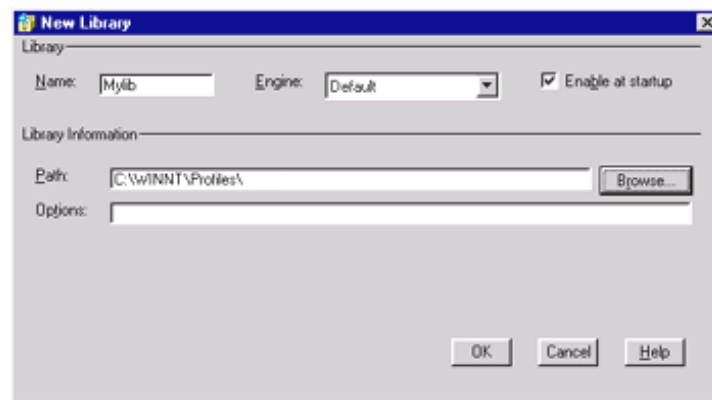 New Library
Library
Name: Mylib Engine: Default Enable at startup
Library Information
Path: C:\WINNT\Profiles\ Browse...
Options:
OK Cancel Help